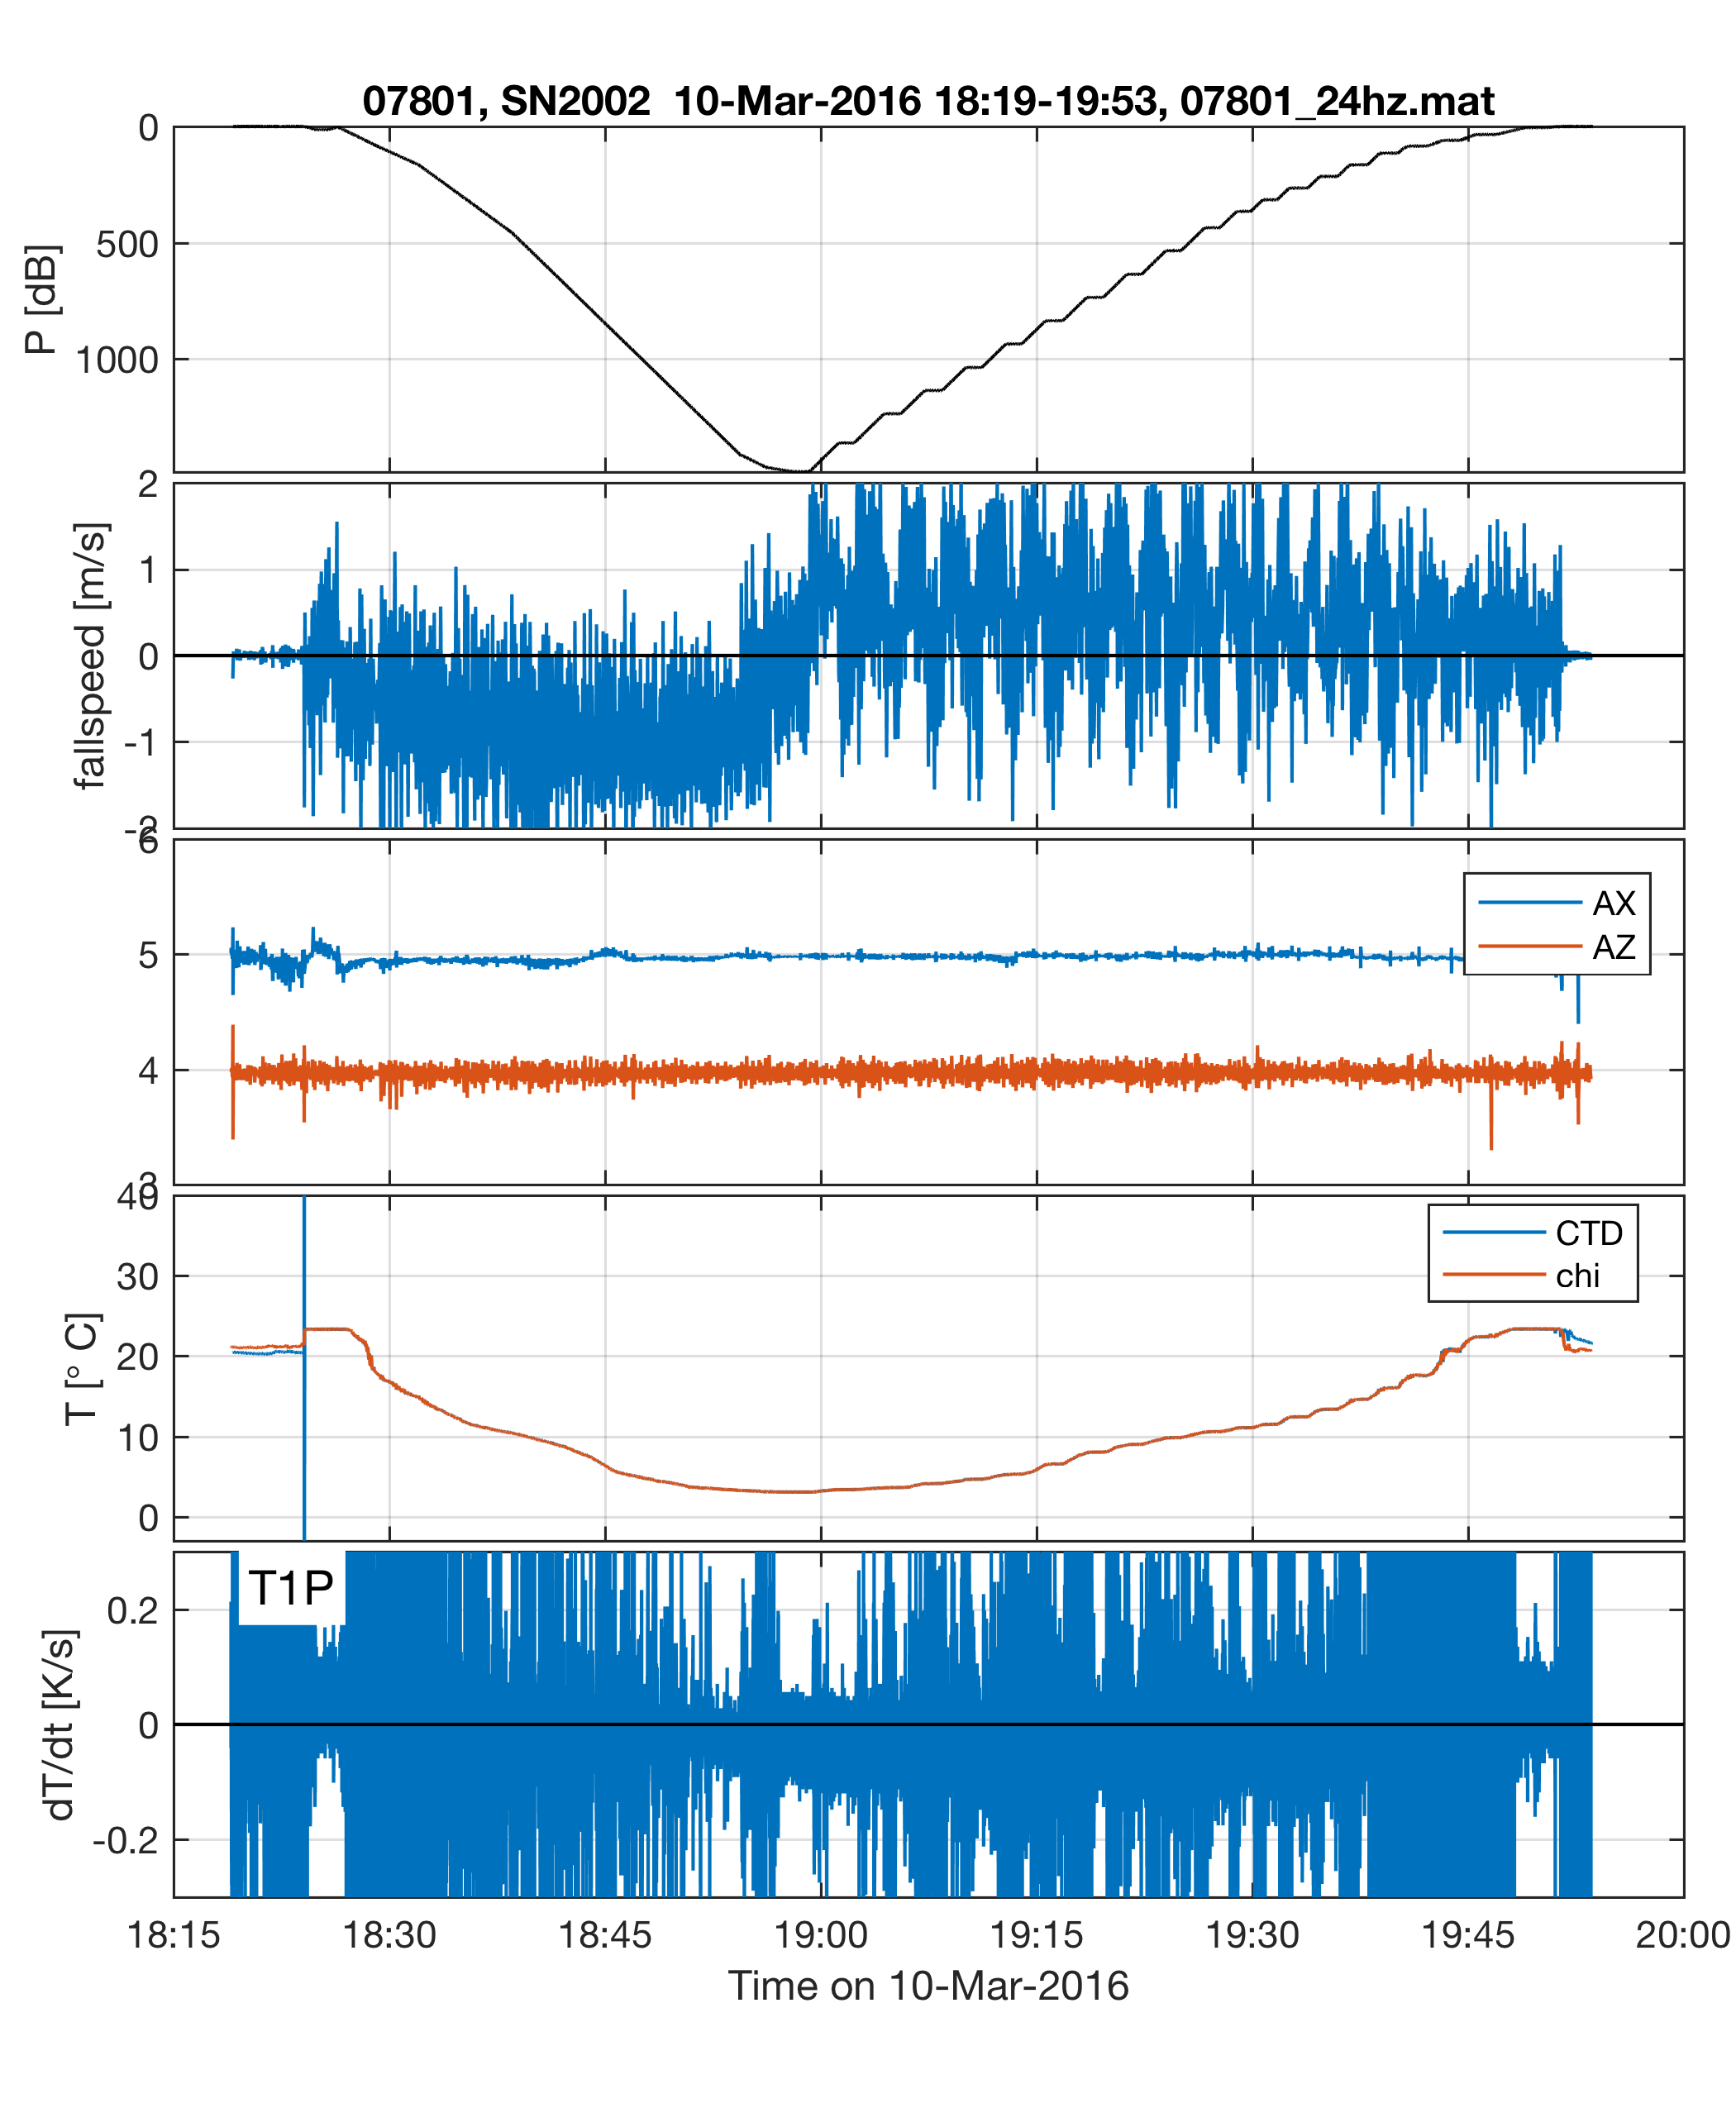 07801, SN2002  10-Mar-2016 18:19-19:53, 07801_24hz.mat
0
500
1000
P [dB]
2
1
0
-1
-2
fallspeed [m/s]
6
5
4
3
AX
AZ
40
30
20
10
0
T [° C]
CTD
chi
T1P
0.2
0
-0.2
dT/dt [K/s]
18:15 18:30 18:45 19:00 19:15 19:30 19:45 20:00
Time on 10-Mar-2016